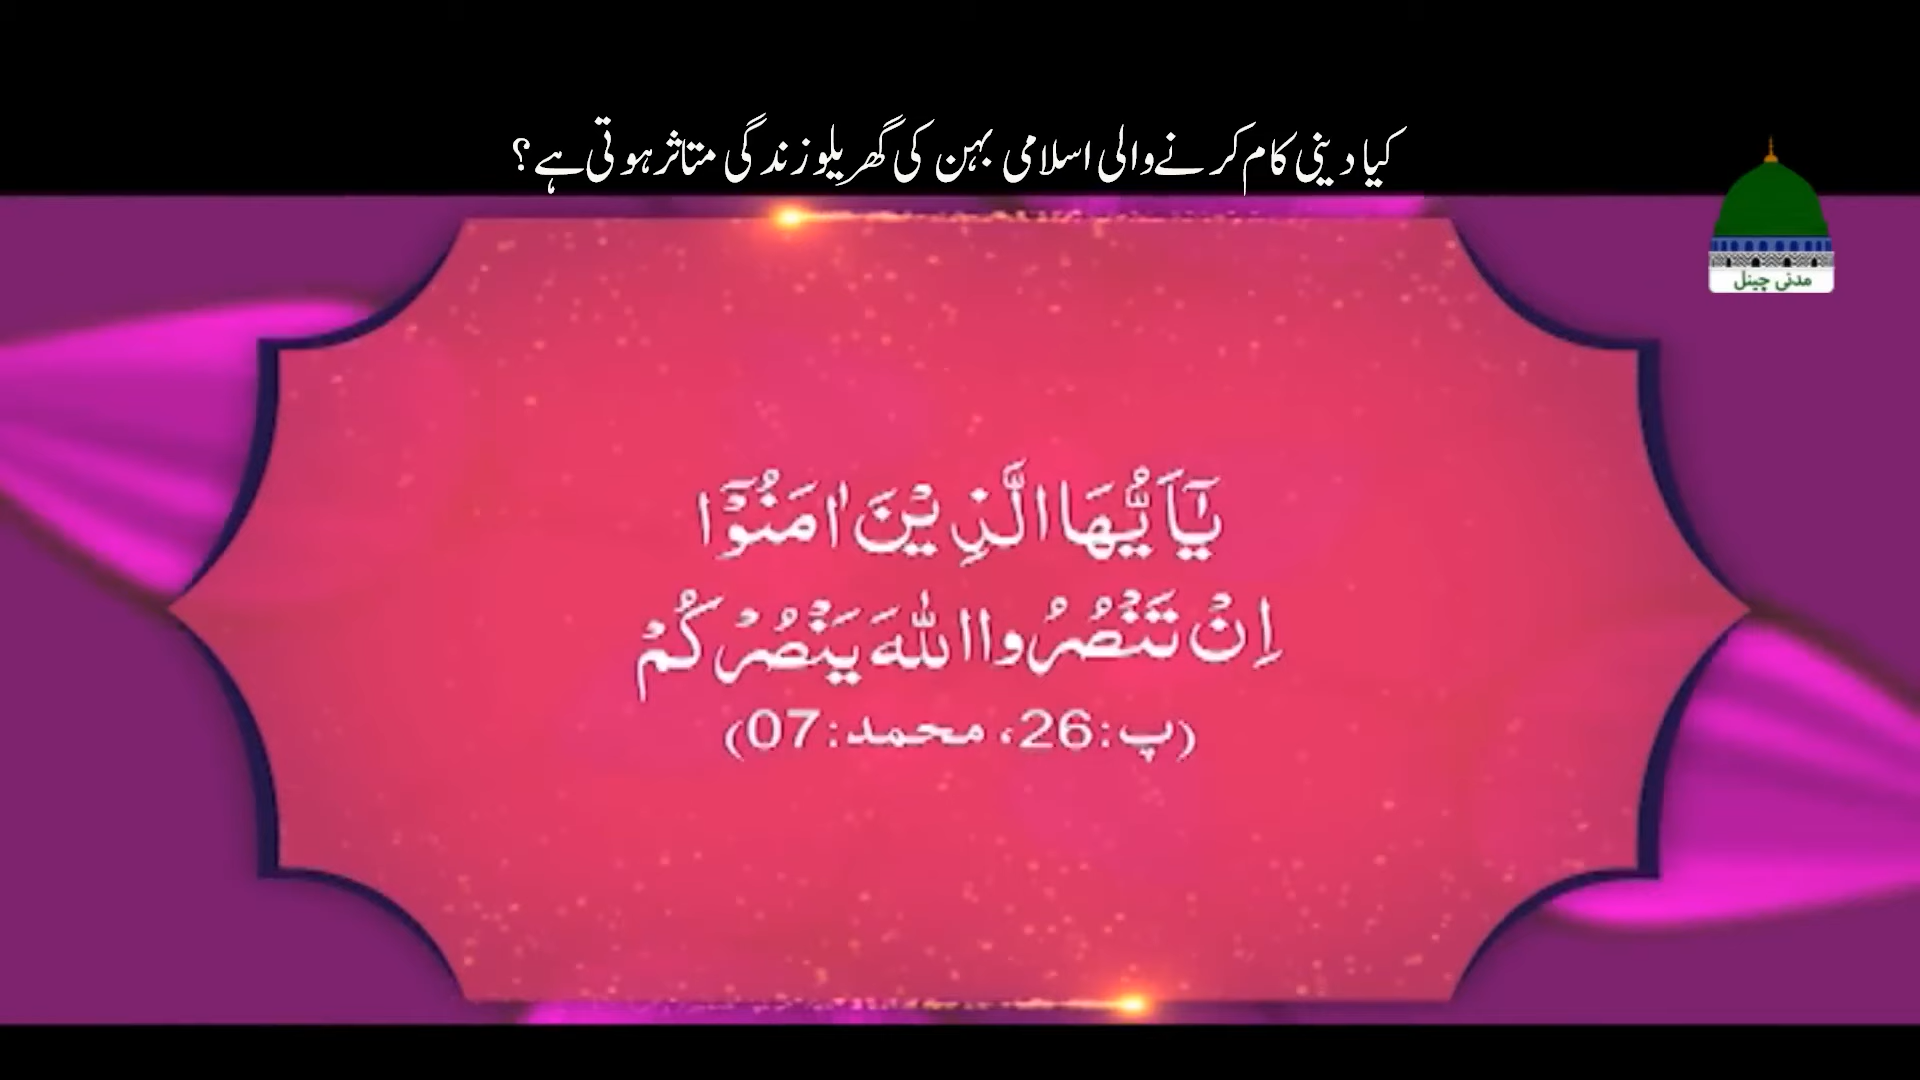 کیا دینی کام کرنے والی اسلامی بہن کی گھریلو زندگی متاثر ہوتی ہے؟
مدنی چینل
یٰۤاَیُّهَا الَّذِیْنَ اٰمَنُوْۤا
اِنْ تَنْصُرُوا اللّٰهَ یَنْصُرْكُمْ
(پ:26، محمد:07)